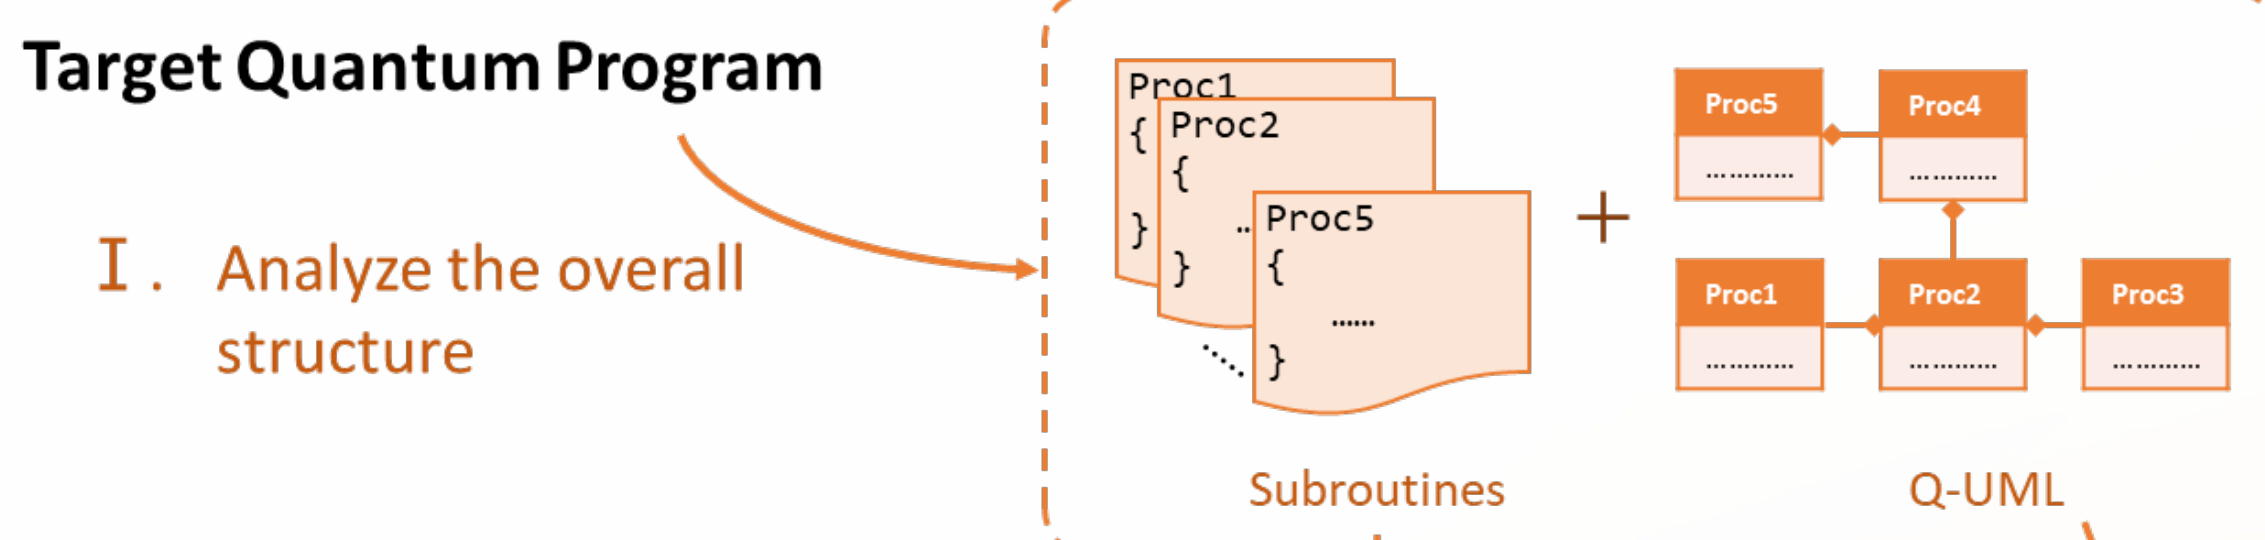 Target Quantum Program
I. Analyze the overall
structure
Proc1
{
}
Proc2
{
..
}
Proc5
{
......
}
.....
Subroutines
+
Proc5
............
Proc4
............
Proc1
............
Proc2
............
Proc3
............
Q-UML